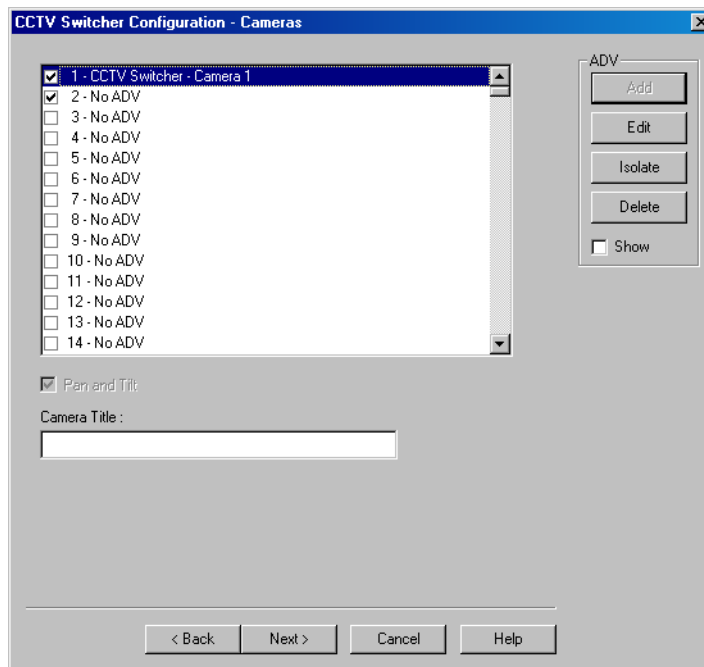 CCTV Switcher Configuration - Cameras
1 - CCTV Switcher - Camera 1
2 - No ADV
3 - No ADV
4 - No ADV
5 - No ADV
6 - No ADV
7 - No ADV
8 - No ADV
9 - No ADV
10 - No ADV
11 - No ADV
12 - No ADV
13 - No ADV
14 - No ADV
ADV
Add
Edit
Isolate
Delete
Show
Pan and Tilt
Camera Title :
< Back Next > Cancel Help